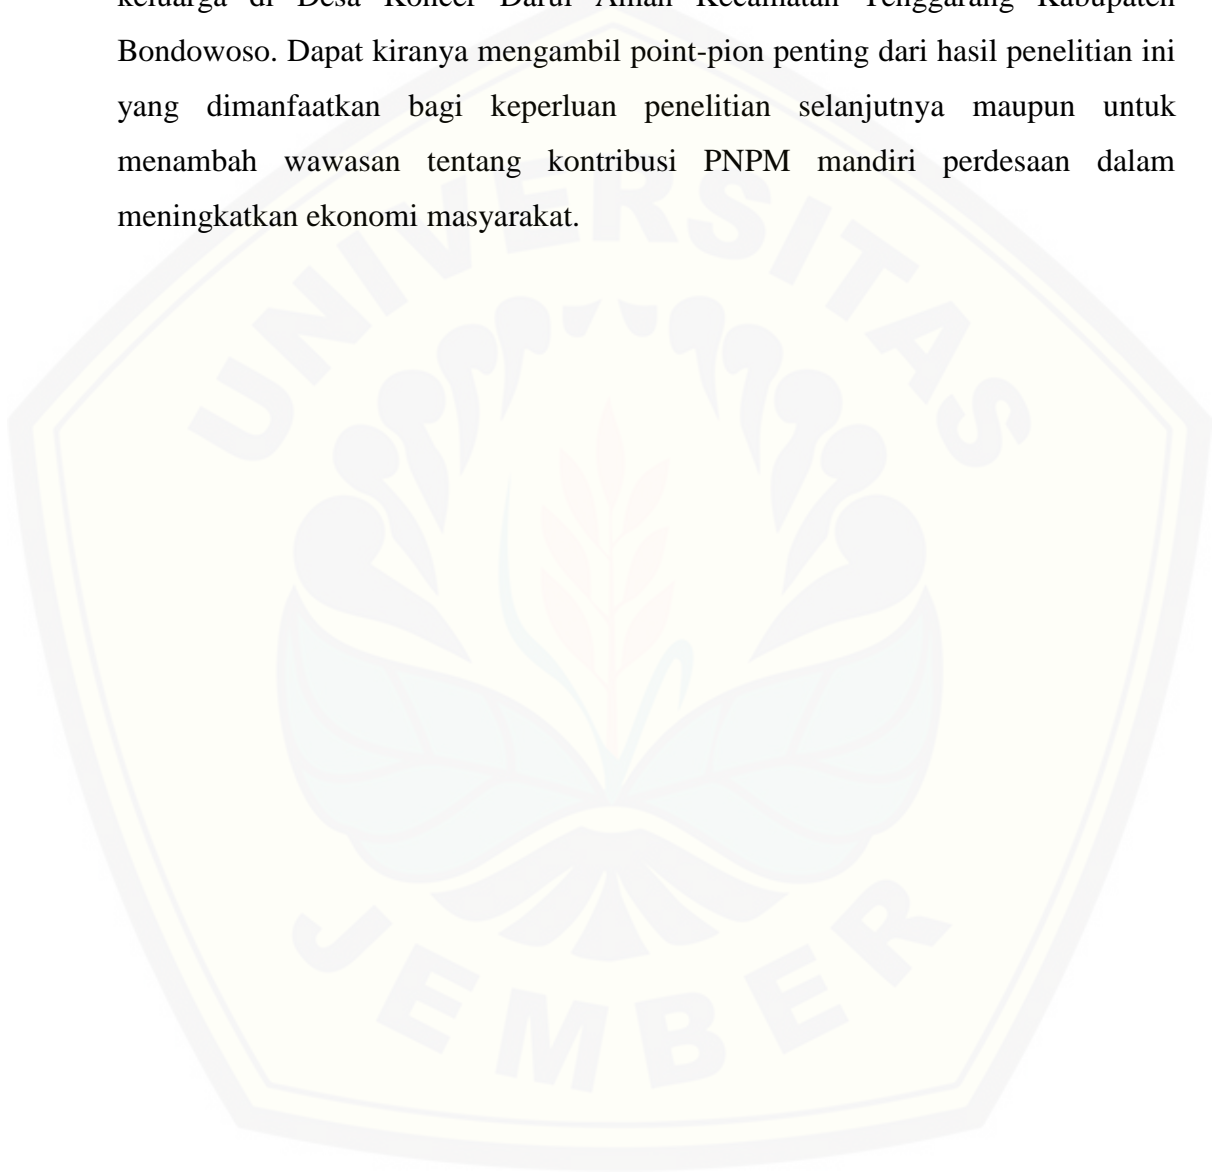 keluarga di Desa Koncer Darul Aman Kecamatan Tenggarang Kabupaten
Bondowoso. Dapat kiranya mengambil point-pion penting dari hasil penelitian ini
yang dimanfaatkan bagi keperluan penelitian selanjutnya maupun untuk
menambah wawasan tentang kontribusi PNPM mandiri perdesaan dalam
meningkatkan ekonomi masyarakat.
UNIVERSITAS
JEMBER